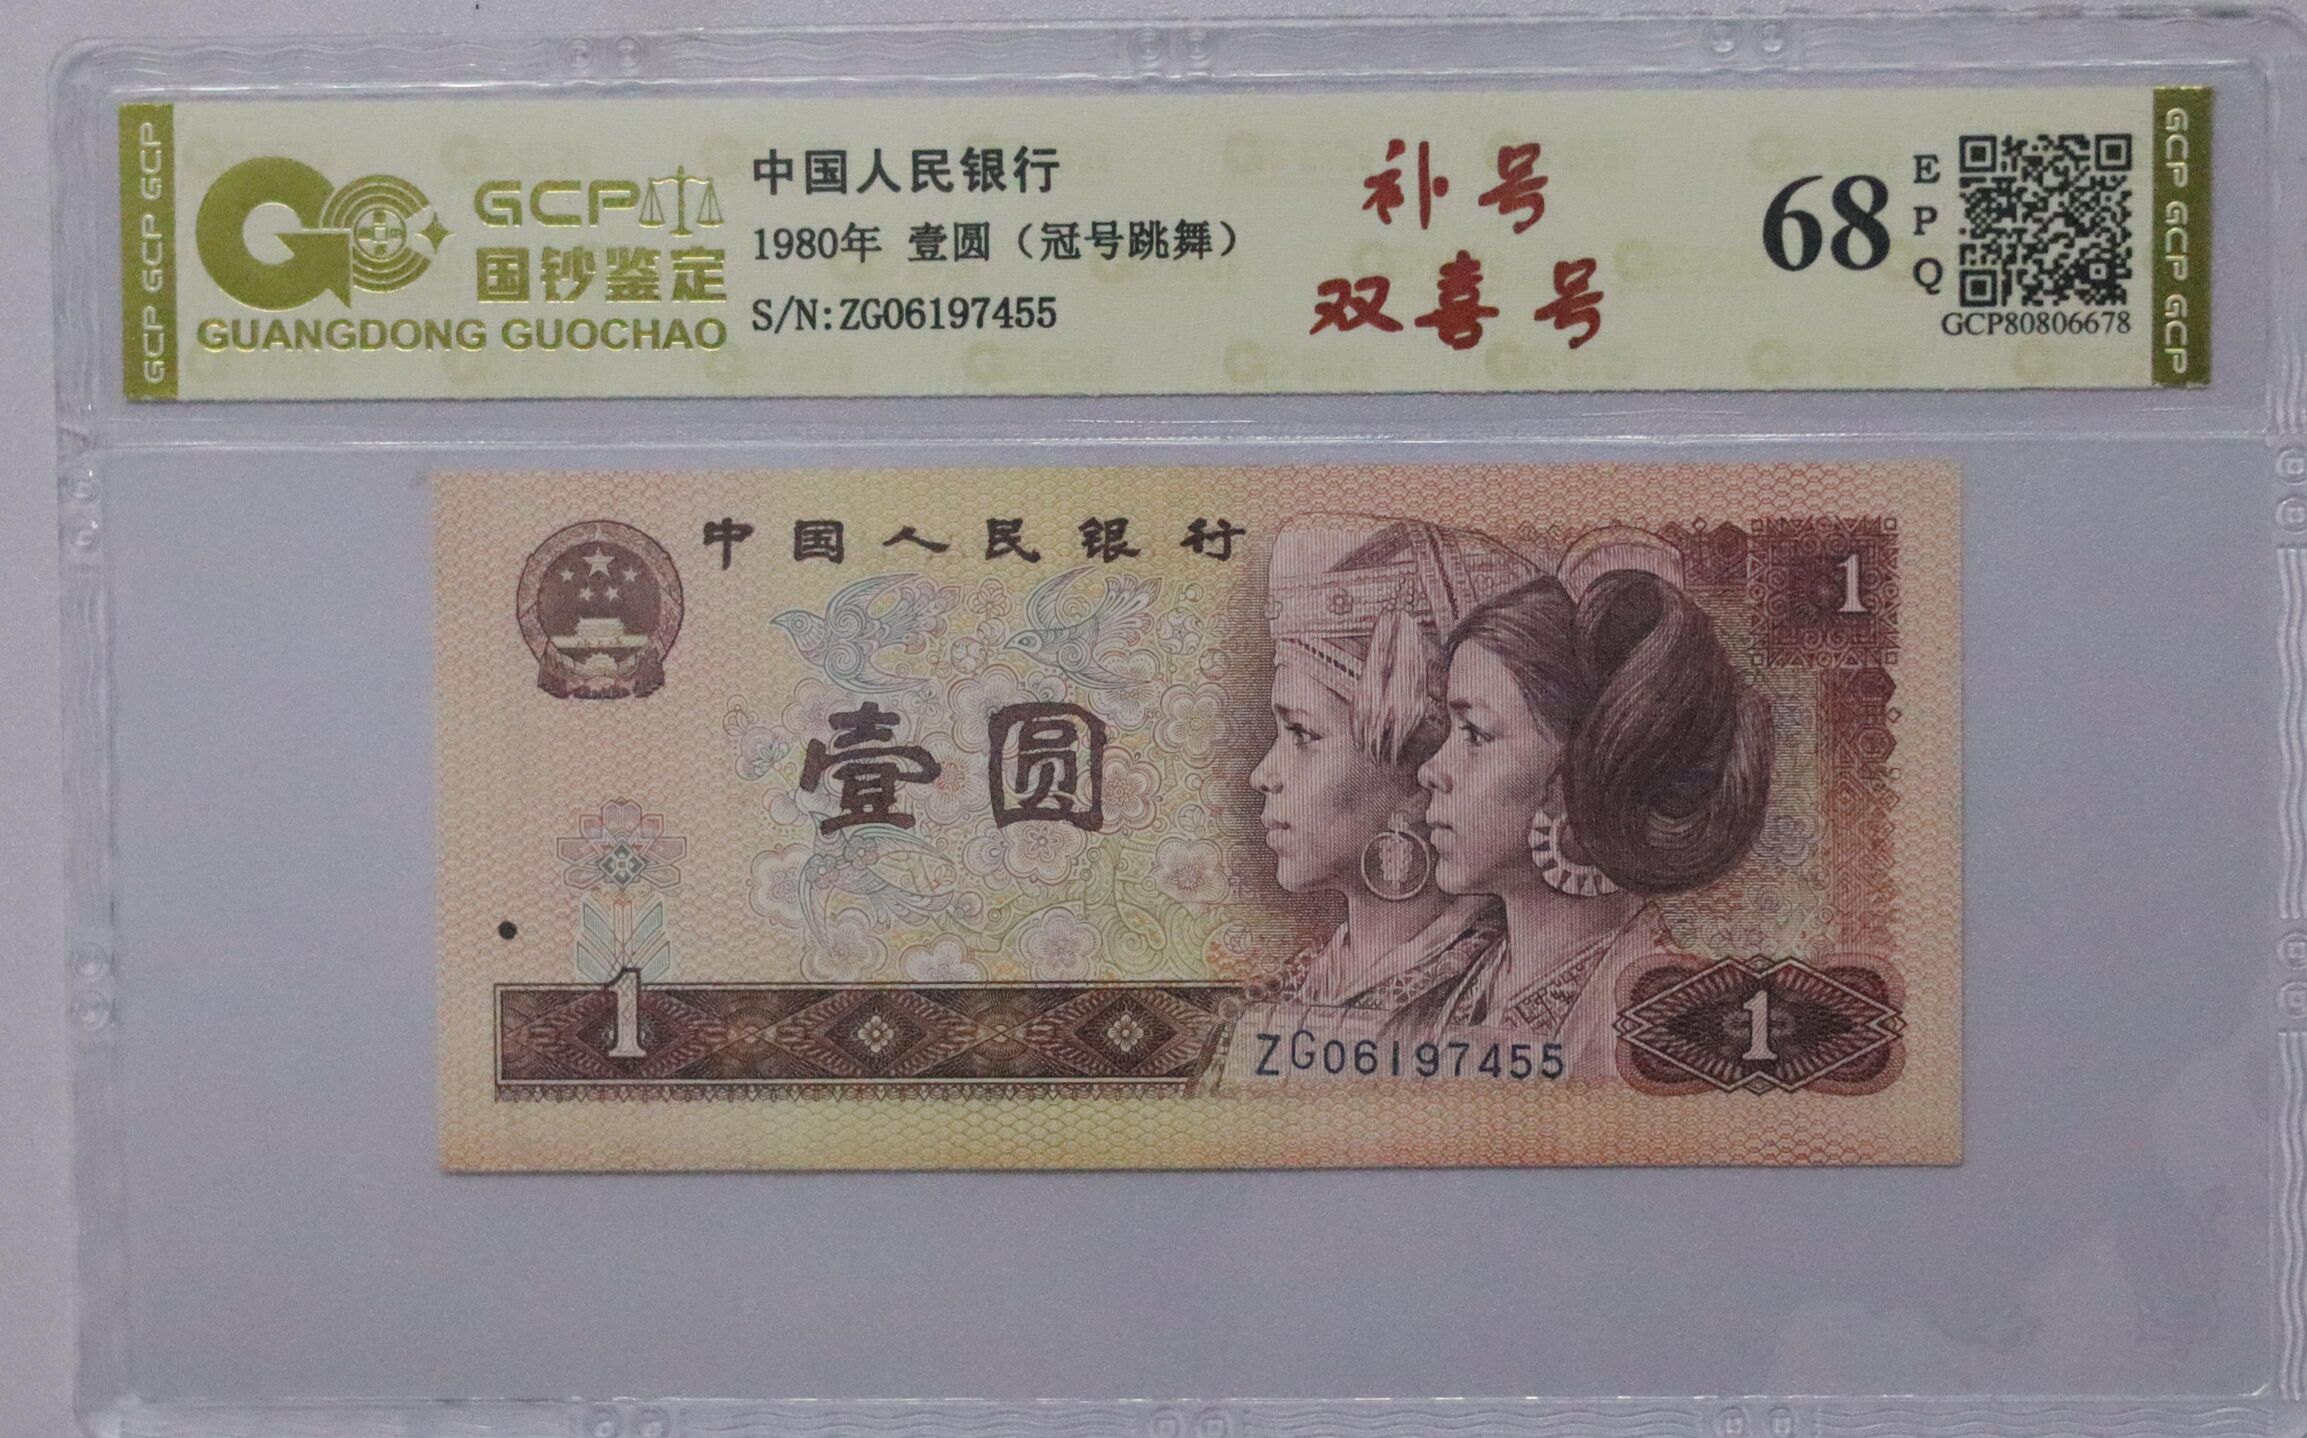 GCP GCP GCP
GCP
国钞鉴定
GUANGDONG GUOCHAO
中国人民银行
1980年 壹圆（冠号跳舞）
S/N:ZG06197455
补号
双喜号
68
EPQ
GCP80806678
GCP GCP GCP
中国人民银行
1
壹圆
1
ZG06197455
1